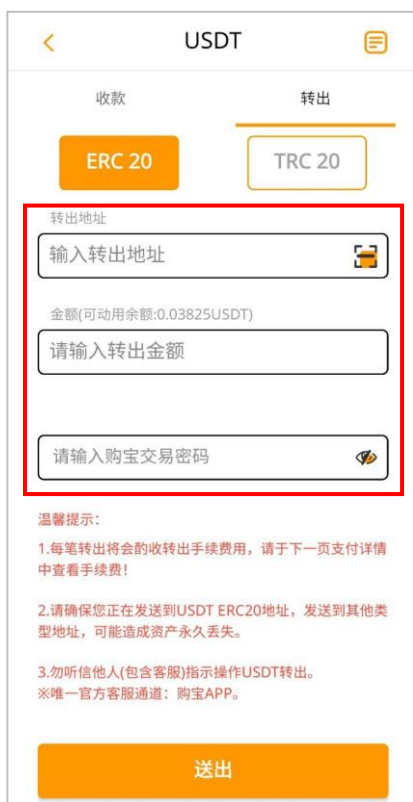 USDT
收款
转出
ERC 20
TRC 20
转出地址
输入转出地址
金额(可动用余额:0.03825USDT)
请输入转出金额
请输入购宝交易密码
温馨提示：
1.每笔转出将会酌收转出手续费用，请于下一页支付详情
中查看手续费！
2.请确保您正在发送到USDT ERC20地址，发送到其他类
型地址，可能造成资产永久丢失。
3.勿听信他人(包含客服)指示操作USDT转出。
※唯一官方客服通道：购宝APP。
送出